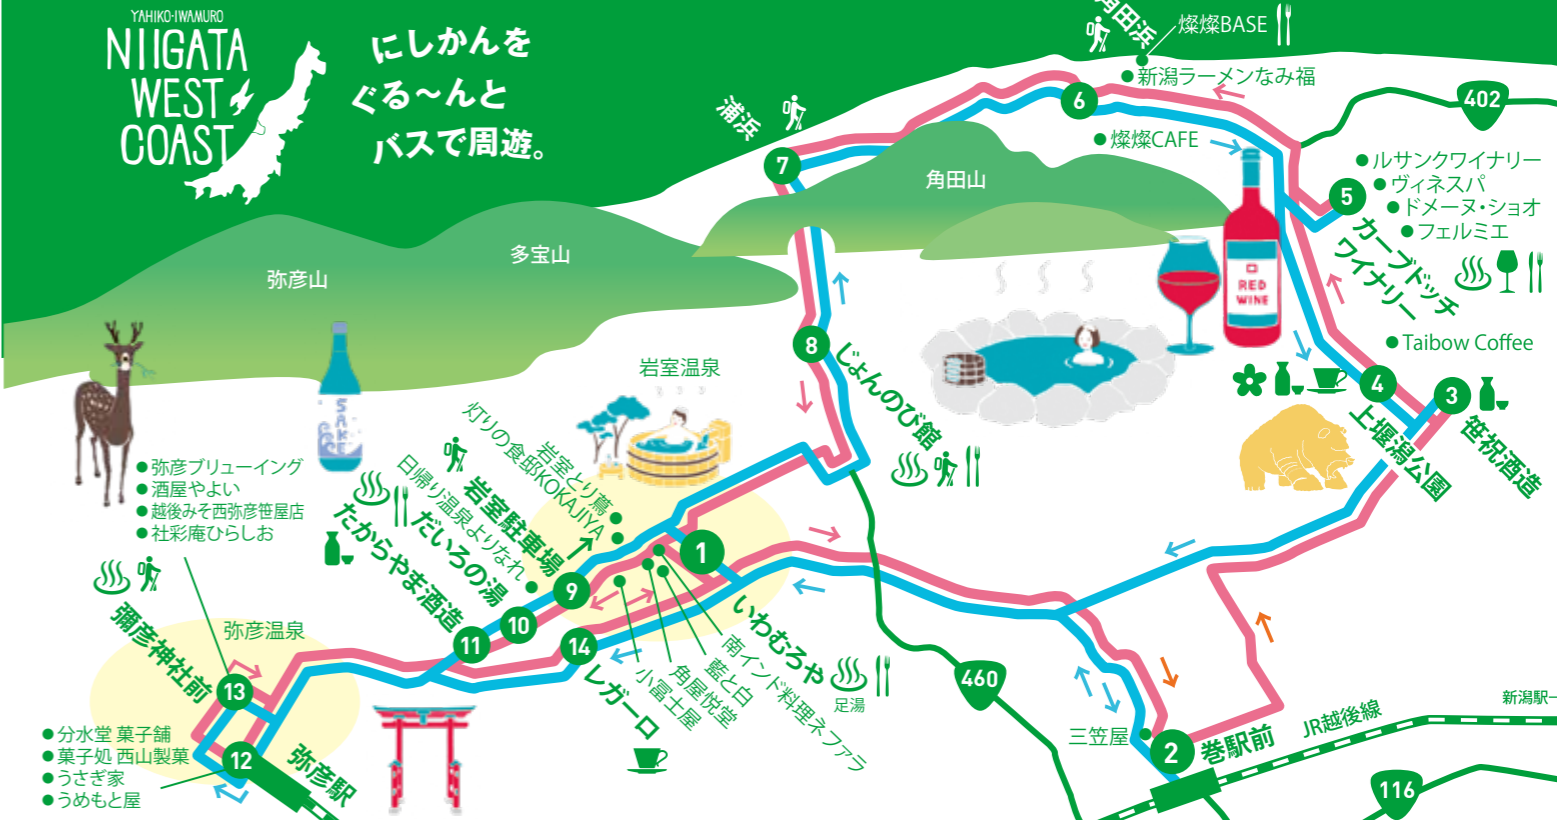 YAHIKO-IWAMURO
NIIGATA
WEST
COAST
にしかんを
ぐる〜んと
バスで周遊。
角田浜
燦燦BASE
新潟ラーメンなみ福
6
402
浦浜
7
燦燦CAFE
ルサンクワイナリー
ヴィネスパ
ドメーヌ・ショオ
フェルミエ
5
カーブドッチ
ワイナリー
角田山
多宝山
弥彦山
RED
WINE
Taibow Coffee
8
じょんのび館
4
上堰潟公園
3
笹祝酒造
SAKE
岩室温泉
灯りの食邸KOKAJIYA
岩室とり蔦
日帰り温泉よりなれ
岩室駐車場
9
だいろの湯
10
たからやま酒造
11
弥彦ブリューイング
酒屋やよい
越後みそ西弥彦笹屋店
社彩庵ひらしお
1
いわむろや
足湯
南インド料理ネファラ
藍と白
角屋悦堂
小冨士屋
14
レガーロ
彌彦神社前
弥彦温泉
13
12
弥彦駅
分水堂 菓子舗
菓子処 西山製菓
うさぎ家
うめもと屋
460
三笠屋
2
巻駅前
JR越後線
新潟駅
116